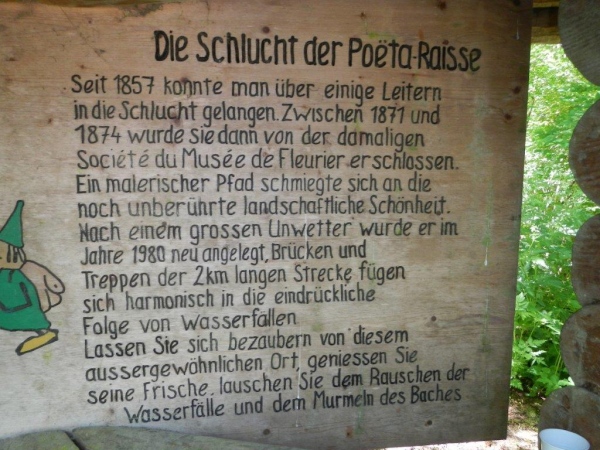 Die Schlucht der Poëta-Raisse
Seit 1857 konnte man über einige Leitern
in die Schlucht gelangen. Zwischen 1871 und
1874 wurde sie dann von der damaligen
Société du Musée de Fleurier erschlossen.
Ein malerischer Pfad schmiegte sich an die
noch unberührte landschaftliche Schönheit.
Nach einem grossen Unwetter wurde er im
Jahre 1980 neu angelegt, Brücken und
Treppen der 2km langen Strecke fügen
sich harmonisch in die eindrückliche
Folge von Wasserfällen
Lassen Sie sich bezaubern von diesem
aussergewöhnlichen Ort, geniessen Sie
seine Frische, lauschen Sie dem Rauschen der
Wasserfälle und dem Murmeln des Baches